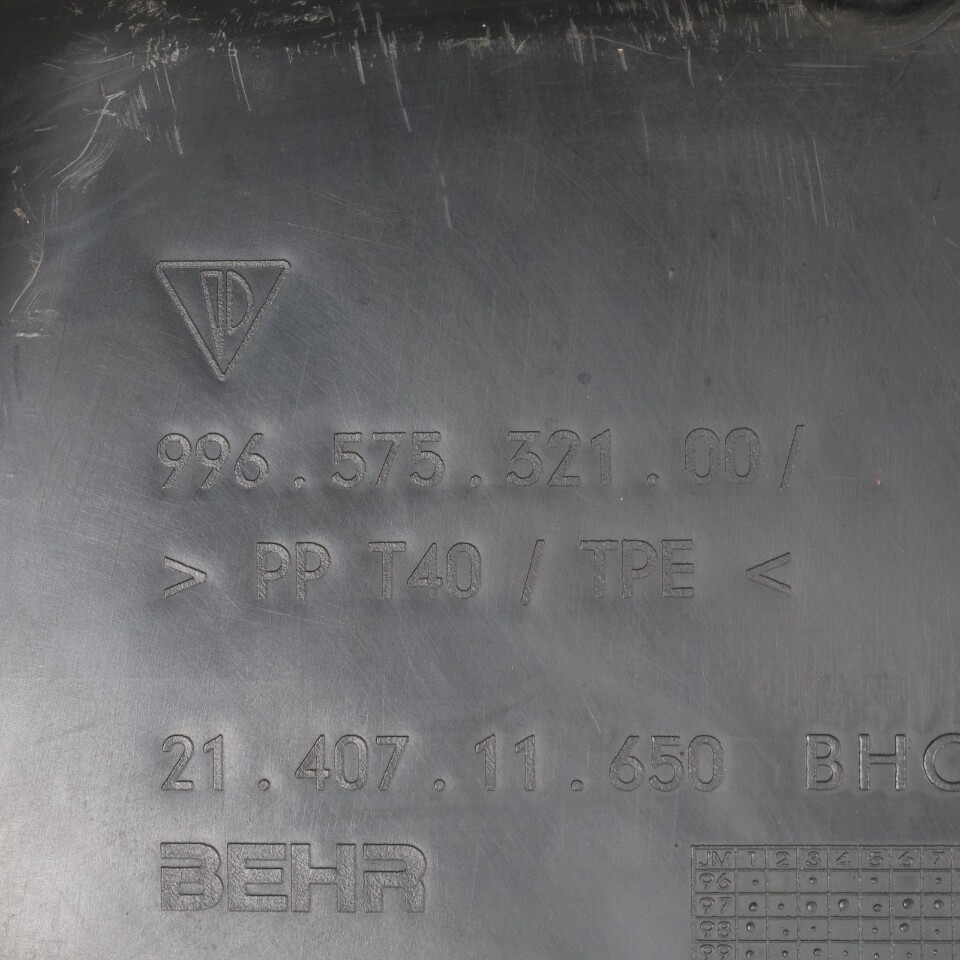 996.575.321.00/
> PP T40 / TPE <
21.407.11.650 BHC
BEHR
JM 1 2 3 4 5 6 7
96
97
98
99